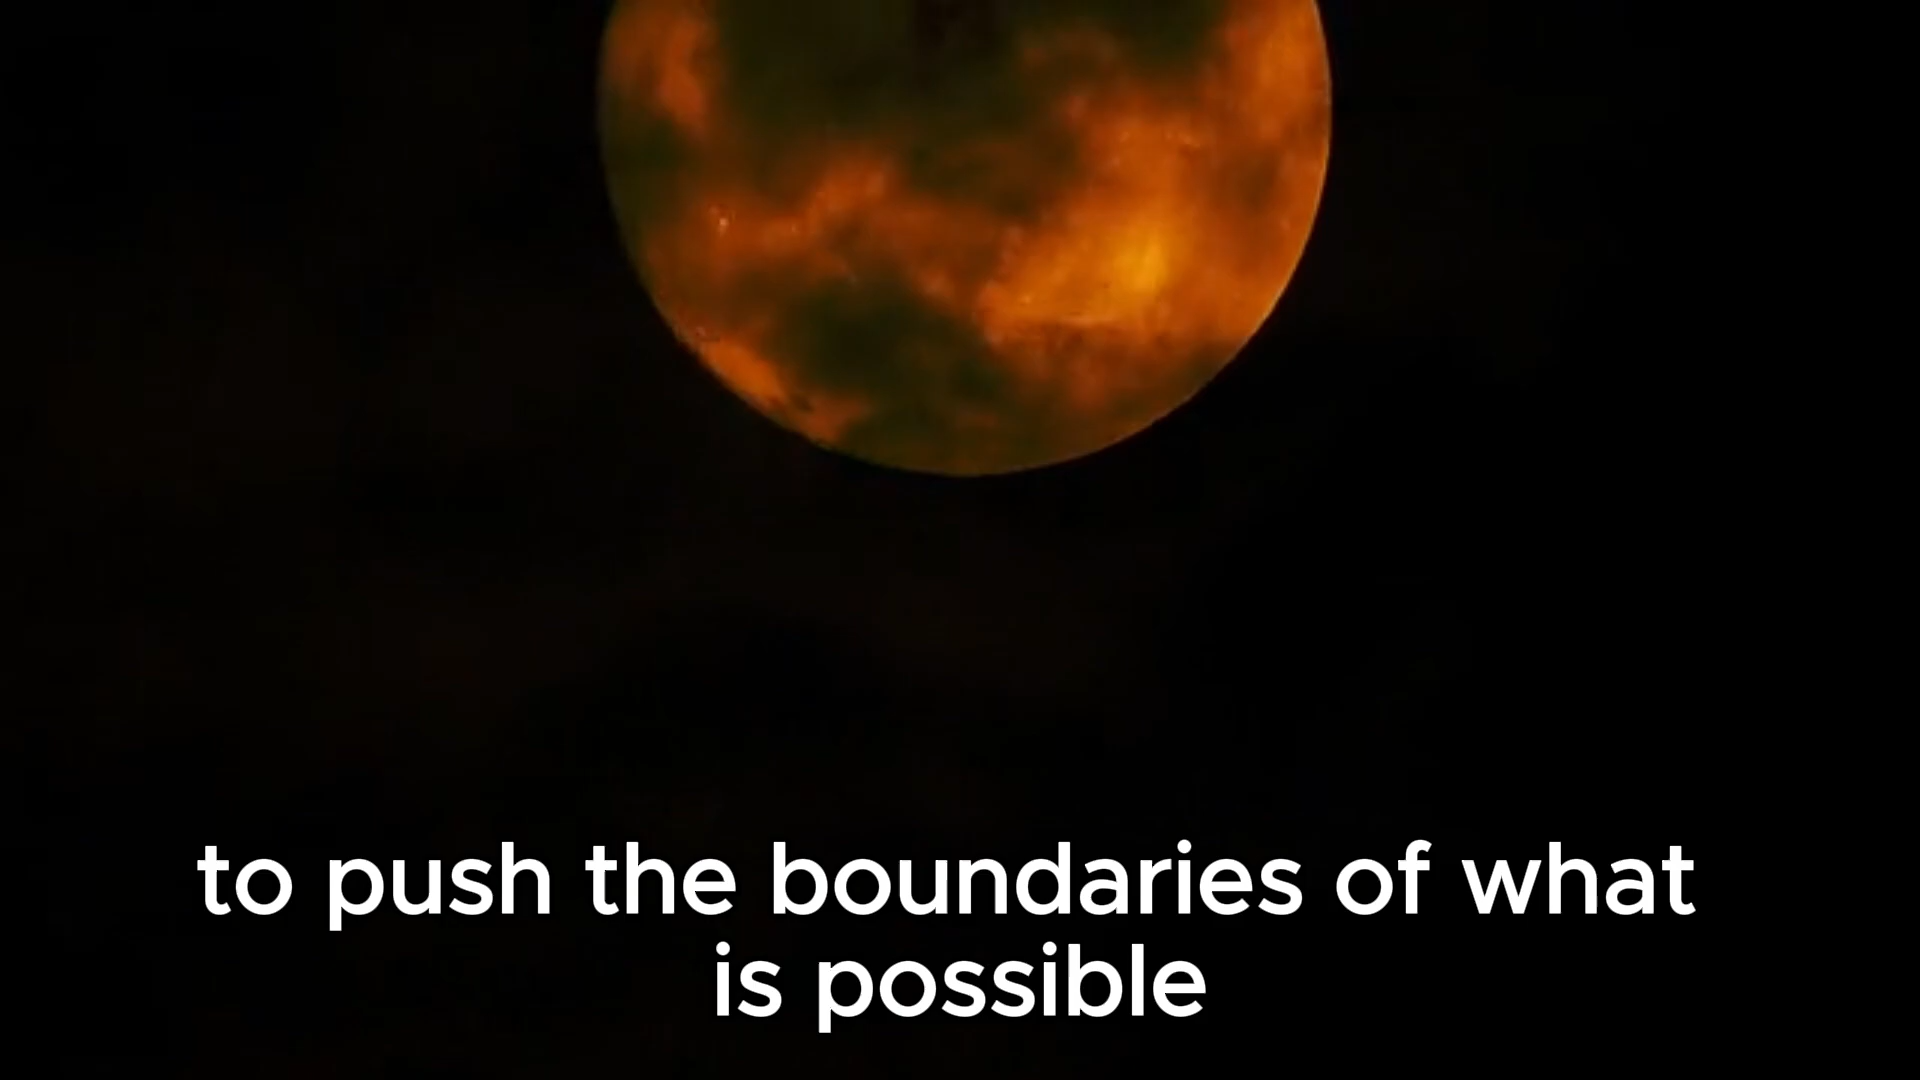 to push the boundaries of what
is possible